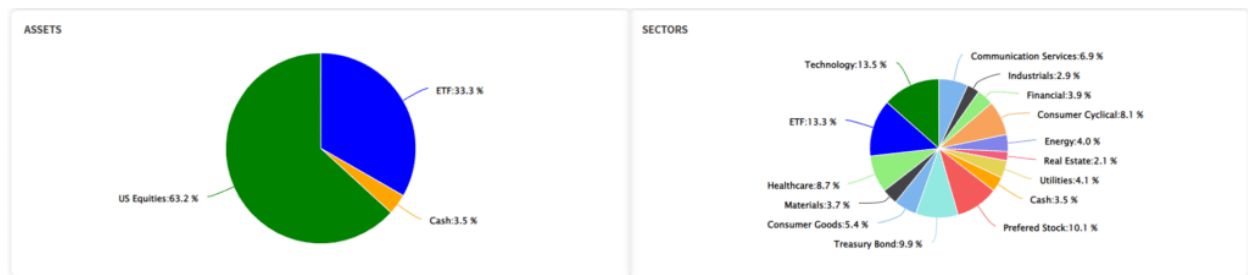 ASSETS
ETF:33.3 %
US Equities:63.2 %
Cash:3.5 %
SECTORS
Communication Services:6.9 %
Technology:13.5 %
Industrials:2.9 %
Financial:3.9 %
Consumer Cyclical:8.1 %
ETF:13.3 %
Energy:4.0 %
Real Estate:2.1 %
Utilities:4.1 %
Healthcare:8.7 %
Cash:3.5 %
Materials:3.7 %
Consumer Goods:5.4 %
Prefered Stock:10.1 %
Treasury Bond:9.9 %